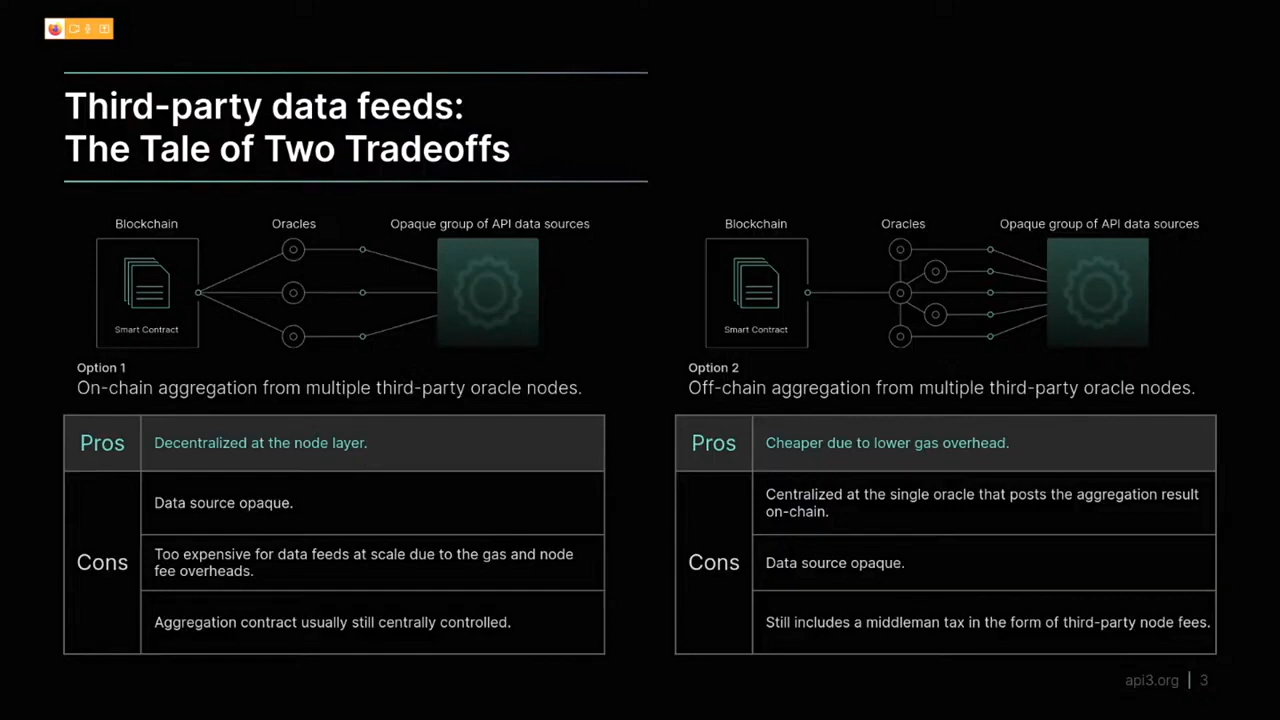 Third-party data feeds:
The Tale of Two Tradeoffs
Blockchain
Oracles
Opaque group of API data sources
Smart Contract
Option 1
On-chain aggregation from multiple third-party oracle nodes.
Pros
Decentralized at the node layer.
Cons
Data source opaque.
Too expensive for data feeds at scale due to the gas and node
fee overheads.
Aggregation contract usually still centrally controlled.
Blockchain
Oracles
Opaque group of API data sources
Smart Contract
Option 2
Off-chain aggregation from multiple third-party oracle nodes.
Pros
Cheaper due to lower gas overhead.
Cons
Centralized at the single oracle that posts the aggregation result
on-chain.
Data source opaque.
Still includes a middleman tax in the form of third-party node fees.
api3.org | 3